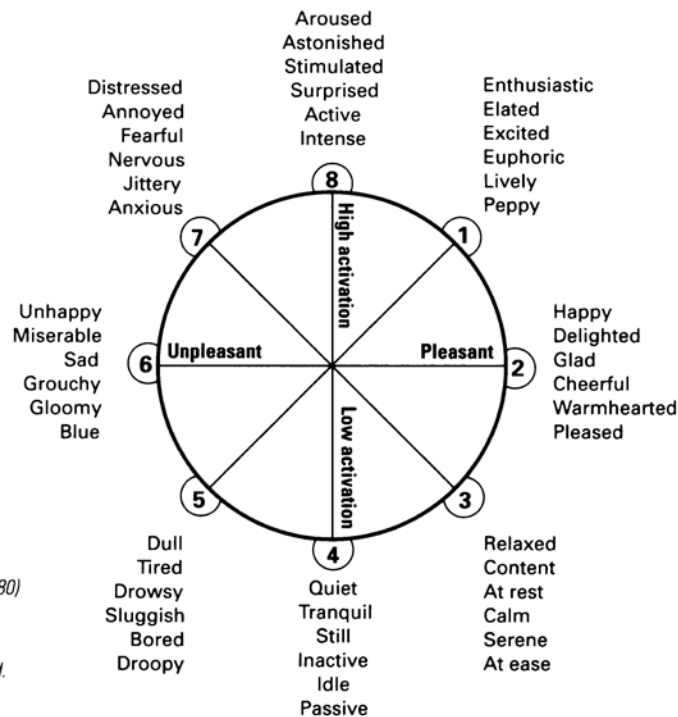 Aroused
Astonished
Stimulated
Surprised
Active
Intense
8
Enthusiastic
Elated
Excited
Euphoric
Lively
Peppy
1
Happy
Delighted
Glad
Cheerful
Warmhearted
Pleased
2
Relaxed
Content
At rest
Calm
Serene
At ease
3
Quiet
Tranquil
Still
Inactive
Idle
Passive
4
Dull
Tired
Drowsy
Sluggish
Bored
Droopy
5
Unhappy
Miserable
Sad
Grouchy
Gloomy
Blue
6
Distressed
Annoyed
Fearful
Nervous
Jittery
Anxious
7
High activation
Unpleasant
Pleasant
Low activation
80)